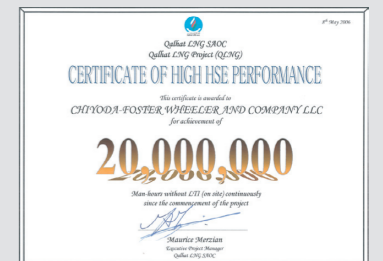 8th May 2006
Qalhat LNG SAOC
Qalhat LNG Project (QLNG)
CERTIFICATE OF HIGH HSE PERFORMANCE
This certificate is awarded to
CHIYODA-FOSTER WHEELER AND COMPANY LLC
for achievement of
20,000,000
Man-hours without LTI (on site) continuously
since the commencement of the project
Maurice Merzian
Executive Project Manager
Qalhat LNG SAOC